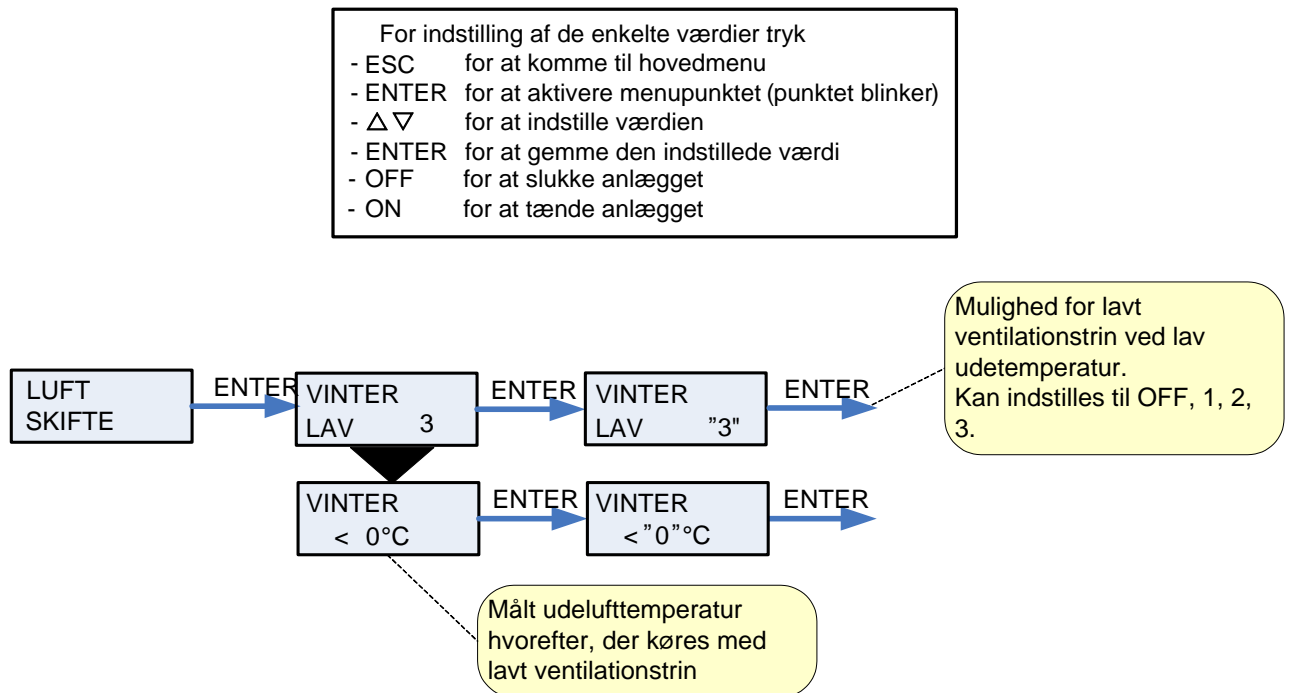 For indstilling af de enkelte værdier tryk
- ESC for at komme til hovedmenu
- ENTER for at aktivere menupunktet (punktet blinker)
- △▽ for at indstille værdien
- ENTER for at gemme den indstillede værdi
- OFF for at slukke anlægget
- ON for at tænde anlægget
Mulighed for lavt
ventilationstrin ved lav
udetemperatur.
Kan indstilles til OFF, 1, 2,
3.
LUFT
SKIFTE
ENTER
VINTER
LAV 3
ENTER
VINTER
LAV ”3"
ENTER
VINTER
< 0°C
ENTER
VINTER
<”0”°C
ENTER
Målt udelufttemperatur
hvorefter, der køres med
lavt ventilationstrin